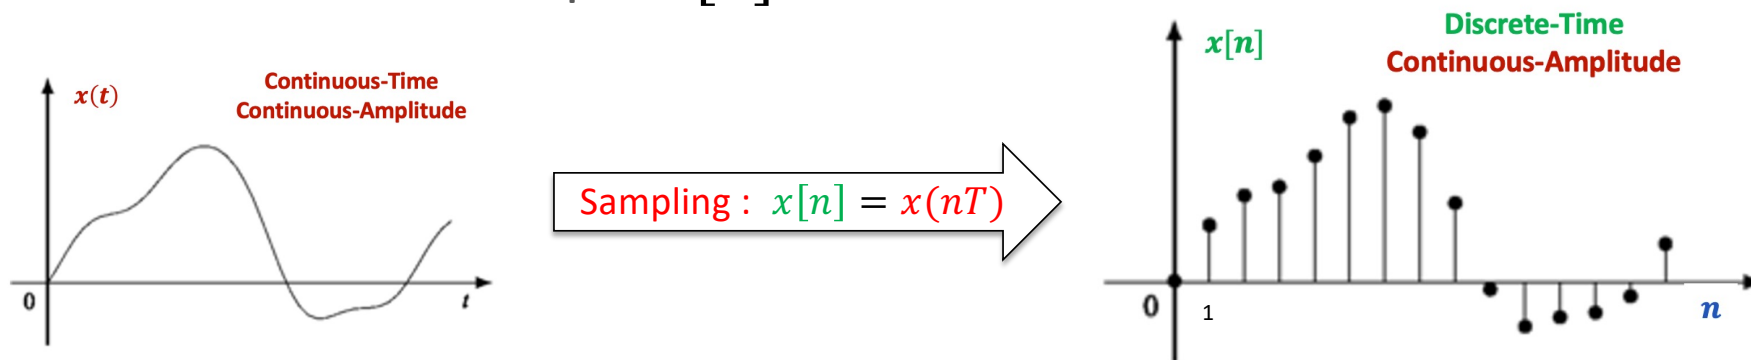 x(t)
Continuous-Time
Continuous-Amplitude
0
t
Sampling : x[n] = x(nT)
x[n]
Discrete-Time
Continuous-Amplitude
0
1
n